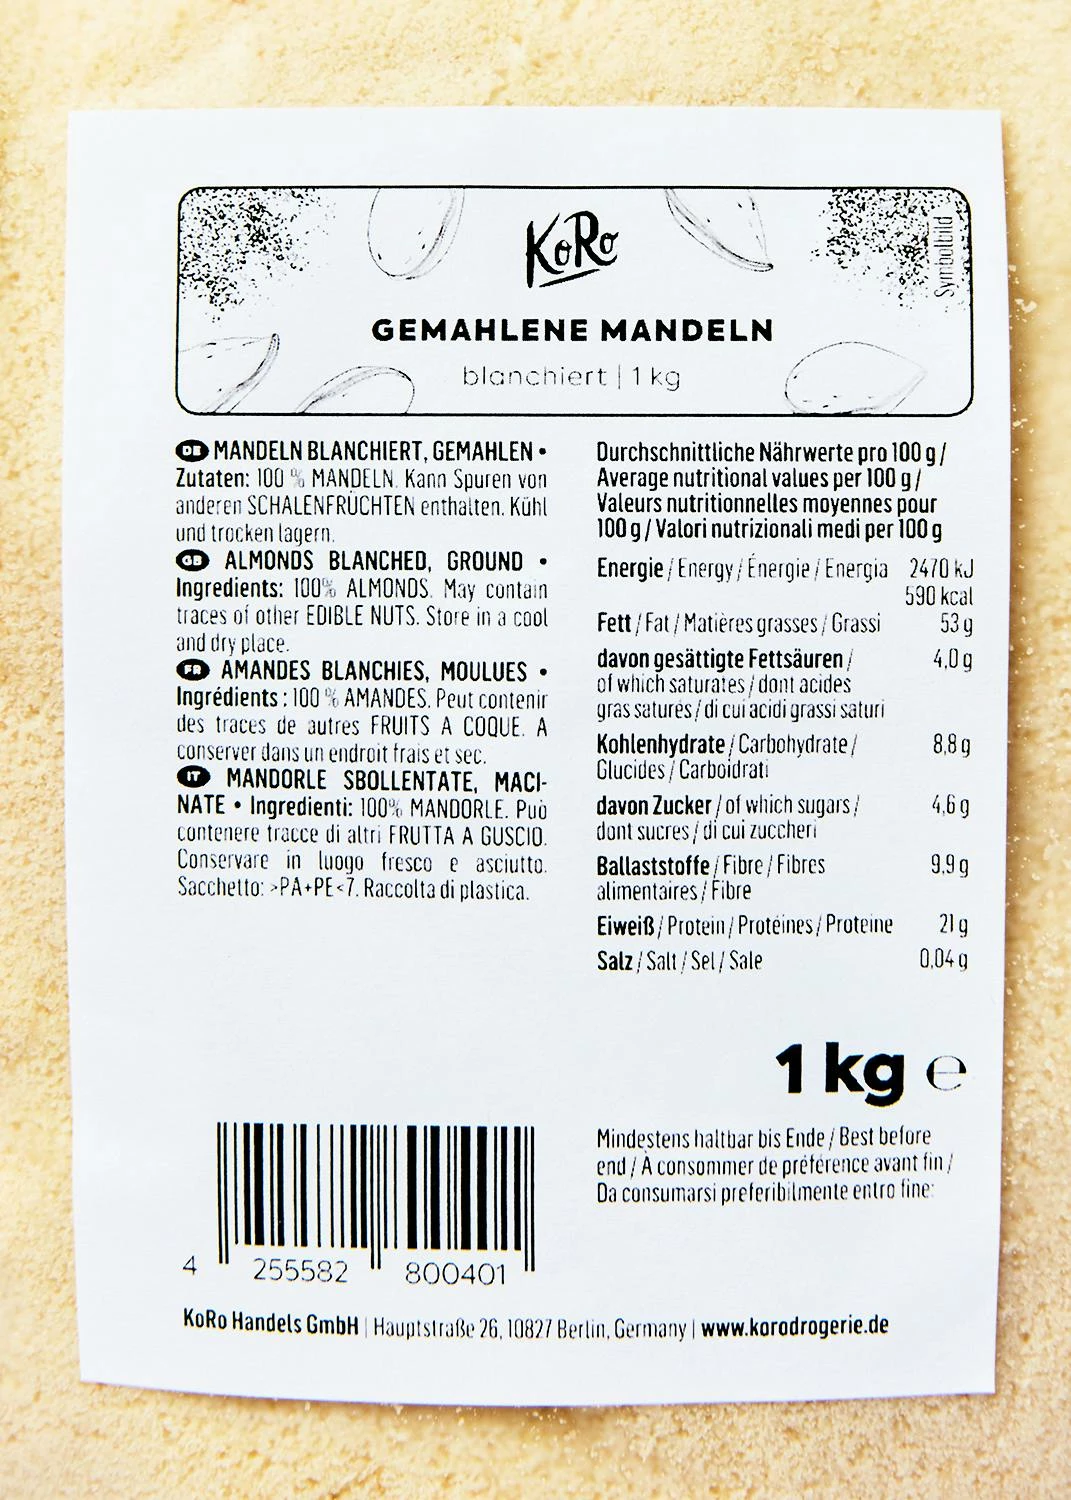 KoRo
Symbolbild
GEMAHLENE MANDELN
blanchiert | 1 kg
DE MANDELN BLANCHIERT, GEMAHLEN •
Zutaten: 100 % MANDELN. Kann Spuren von
anderen SCHALENFRÜCHTEN enthalten. Kühl
und trocken lagern.
GB ALMONDS BLANCHED, GROUND •
Ingredients: 100% ALMONDS. May contain
traces of other EDIBLE NUTS. Store in a cool
and dry place.
FR AMANDES BLANCHIES, MOULUES •
Ingrédients : 100 % AMANDES. Peut contenir
des traces de autres FRUITS A COQUE. A
conserver dans un endroit frais et sec.
IT MANDORLE SBOLLENTATE, MACI-
NATE • Ingredienti: 100% MANDORLE. Può
contenere tracce di altri FRUTTA A GUSCIO.
Conservare in luogo fresco e asciutto.
Sacchetto: >PA+PE<7. Raccolta di plastica.
Durchschnittliche Nährwerte pro 100 g /
Average nutritional values per 100 g /
Valeurs nutritionnelles moyennes pour
100 g / Valori nutrizionali medi per 100 g
Energie / Energy / Énergie / Energia 2470 kJ
590 kcal
Fett / Fat / Matières grasses / Grassi 53 g
davon gesättigte Fettsäuren / 4,0 g
of which saturates / dont acides
gras saturés / di cui acidi grassi saturi
Kohlenhydrate / Carbohydrate / 8,8 g
Glucides / Carboidrati
davon Zucker / of which sugars / 4,6 g
dont sucres / di cui zuccheri
Ballaststoffe / Fibre / Fibres 9,9 g
alimentaires / Fibre
Eiweiß / Protein / Protéines / Proteine 21 g
Salz / Salt / Sel / Sale 0,04 g
1 kg ℮
Mindestens haltbar bis Ende / Best before
end / À consommer de préférence avant fin /
Da consumarsi preferibilmente entro fine:
4 255582 800401
KoRo Handels GmbH | Hauptstraße 26, 10827 Berlin, Germany | www.korodrogerie.de